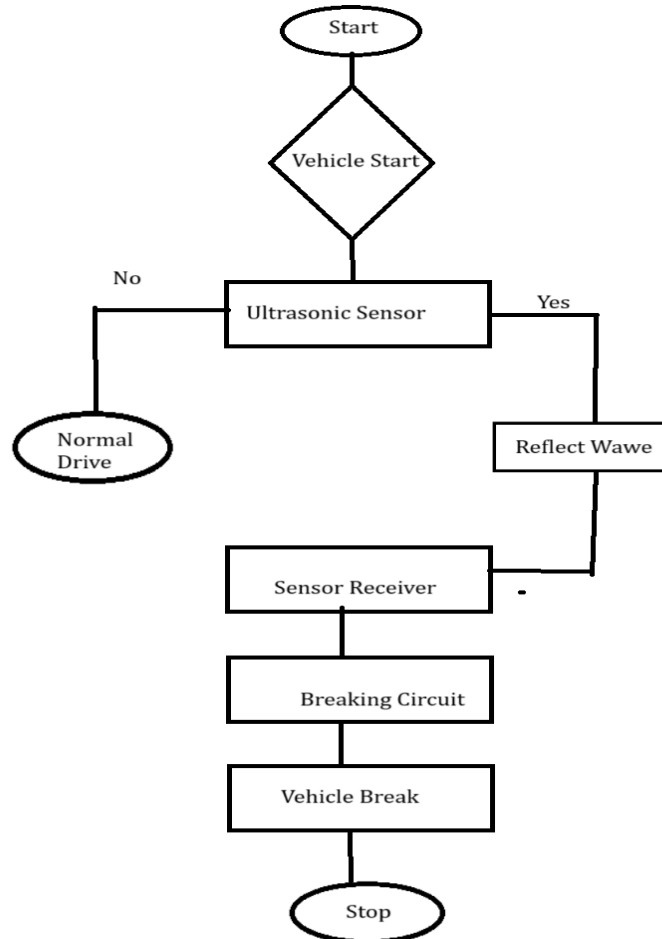 Start
Vehicle Start
No
Ultrasonic Sensor
Yes
Normal
Drive
Reflect Wawe
Sensor Receiver
Breaking Circuit
Vehicle Break
Stop